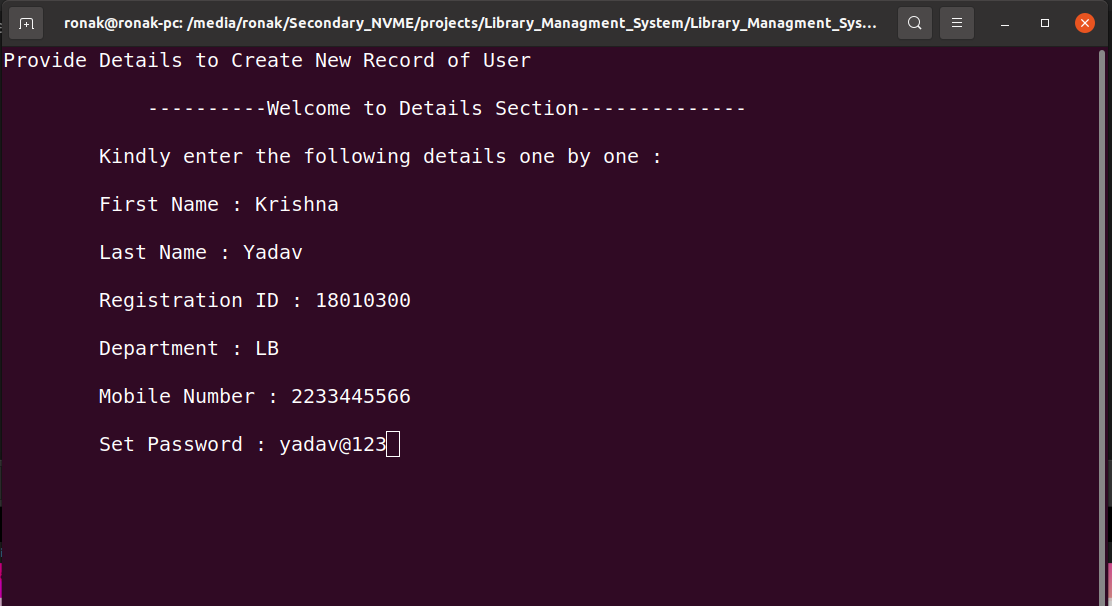 ronak@ronak-pc: /media/ronak/Secondary_NVME/projects/Library_Managment_System/Library_Managment_Sys...
Provide Details to Create New Record of User
----------Welcome to Details Section--------------
Kindly enter the following details one by one :
First Name : Krishna
Last Name : Yadav
Registration ID : 18010300
Department : LB
Mobile Number : 2233445566
Set Password : yadav@123